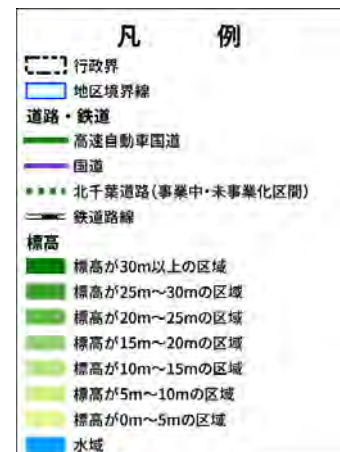 凡 例
行政界
地区境界線
道路・鉄道
高速自動車国道
国道
北千葉道路(事業中・未事業化区間)
鉄道路線
標高
標高が30m以上の区域
標高が25m～30mの区域
標高が20m～25mの区域
標高が15m～20mの区域
標高が10m～15mの区域
標高が5m～10mの区域
標高が0m～5mの区域
水域